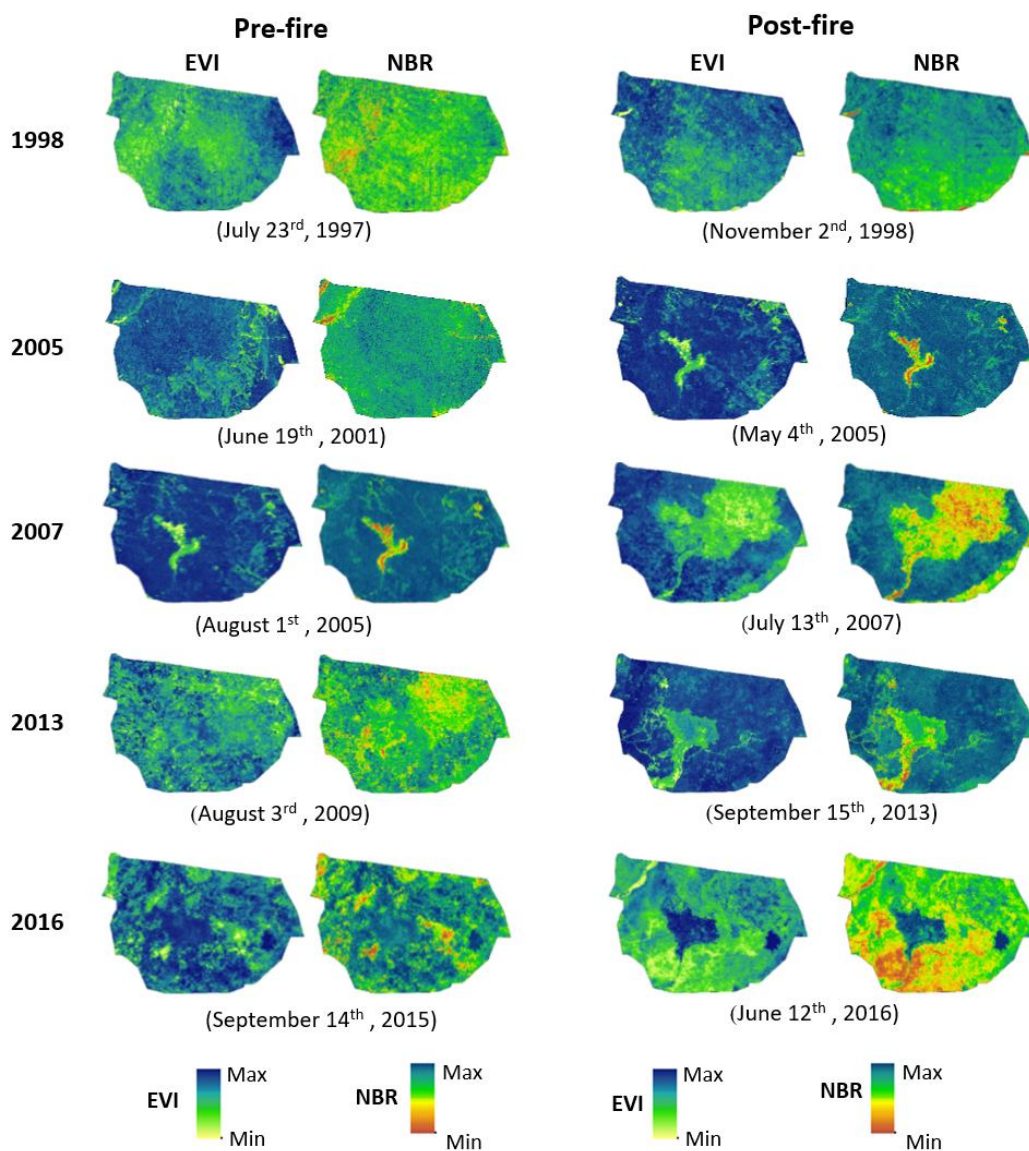 Pre-fire Post-fire
EVI NBR EVI NBR
1998
(July 23rd, 1997) (November 2nd, 1998)
2005
(June 19th , 2001) (May 4th , 2005)
2007
(August 1st , 2005) (July 13th , 2007)
2013
(August 3rd , 2009) (September 15th , 2013)
2016
(September 14th , 2015) (June 12th , 2016)
Max Max Max Max
EVI NBR EVI NBR
Min Min Min Min